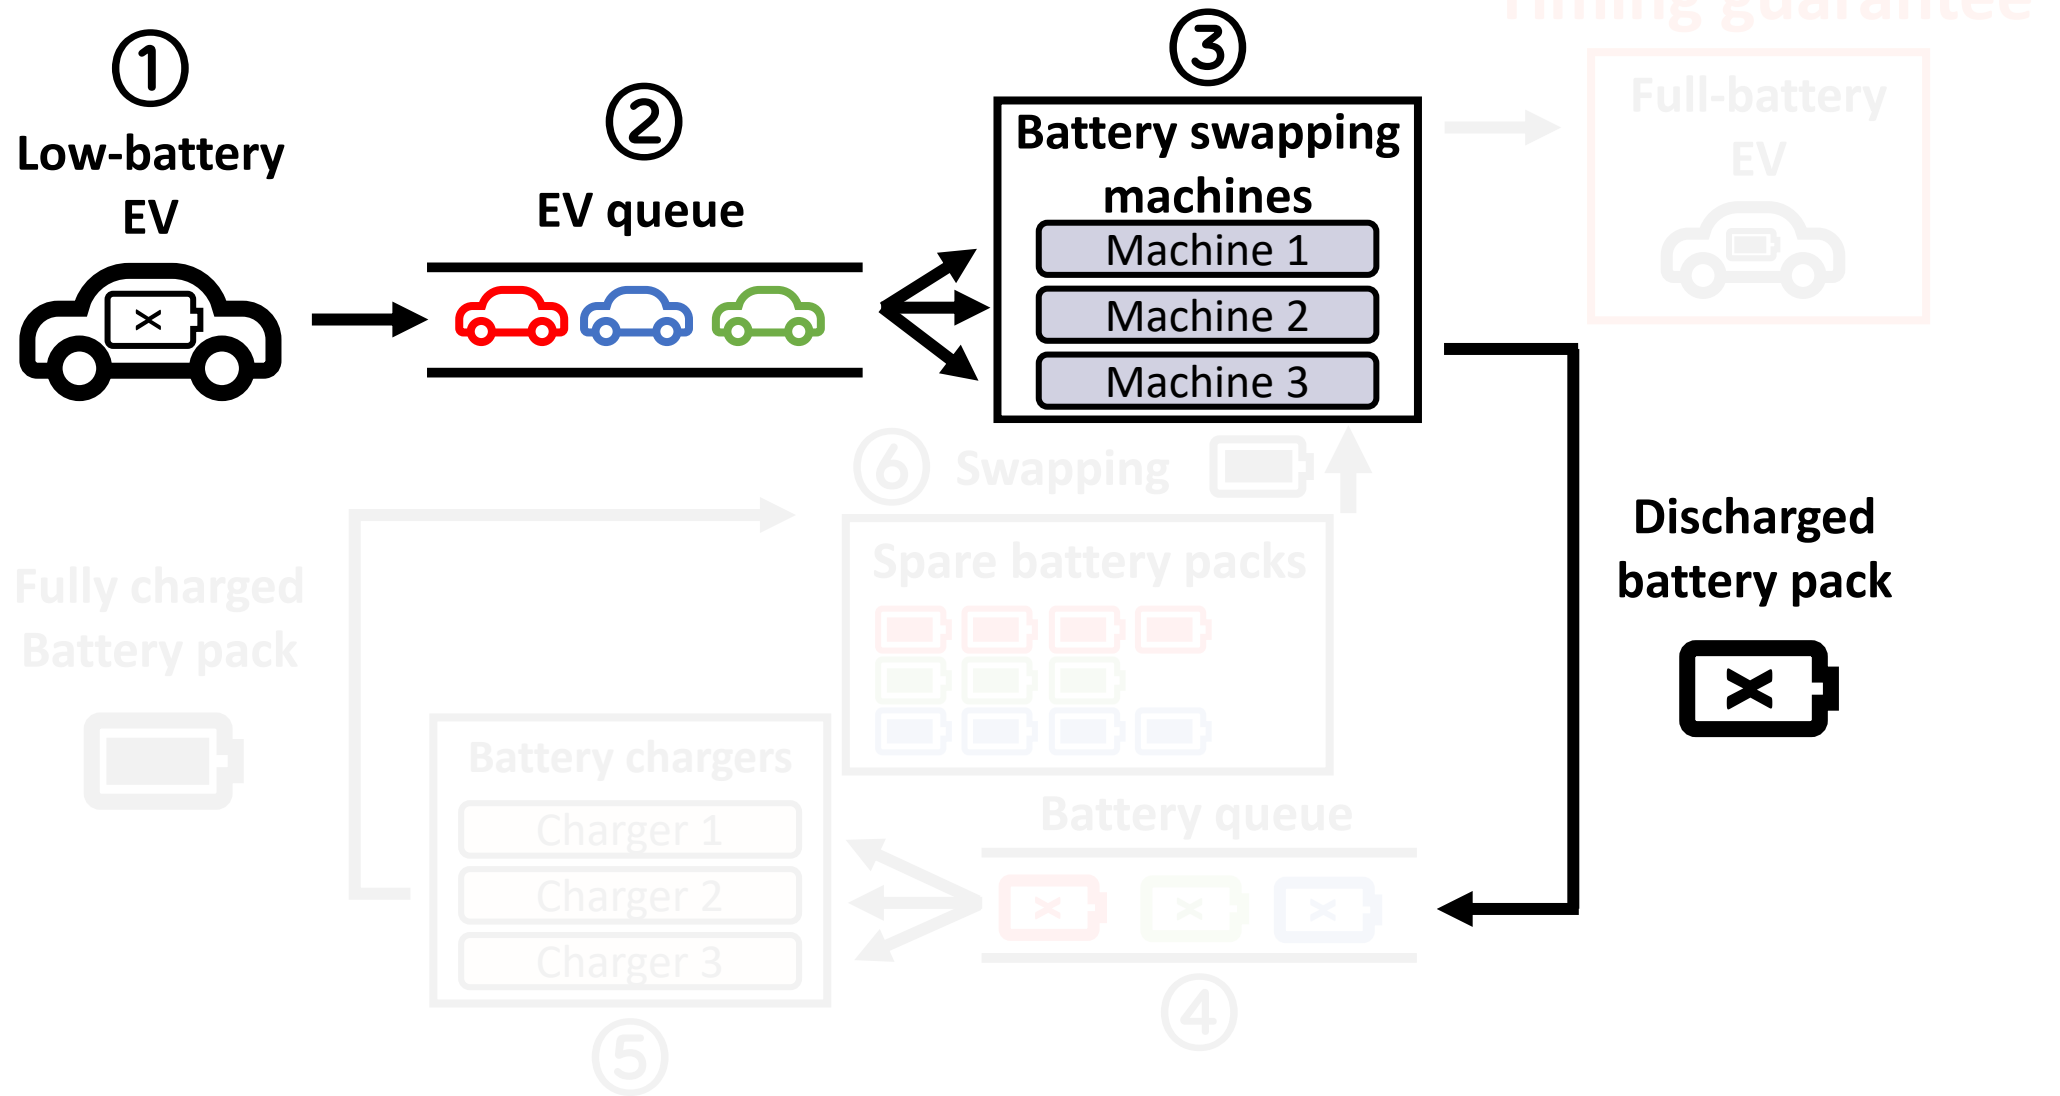 Timing guarantee
①
Low-battery
EV
②
EV queue
③
Battery swapping
machines
Machine 1
Machine 2
Machine 3
Full-battery
EV
⑥ Swapping
Discharged
battery pack
Fully charged
Battery pack
Spare battery packs
Battery chargers
Charger 1
Charger 2
Charger 3
⑤
Battery queue
④